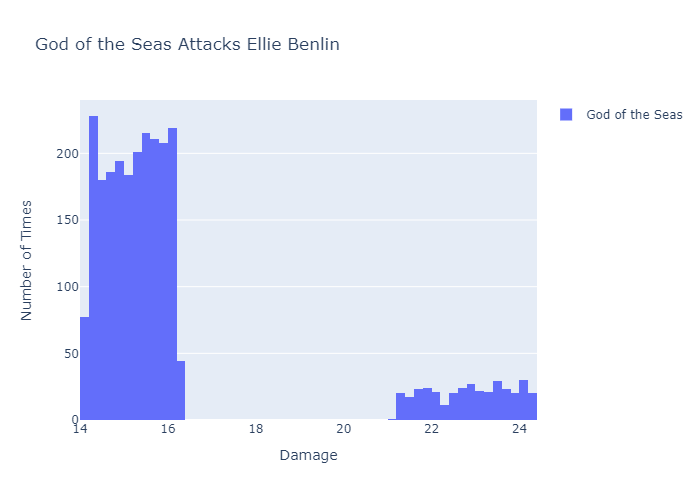 God of the Seas Attacks Ellie Benlin
God of the Seas
200
150
100
50
0
Number of Times
14 16 18 20 22 24
Damage